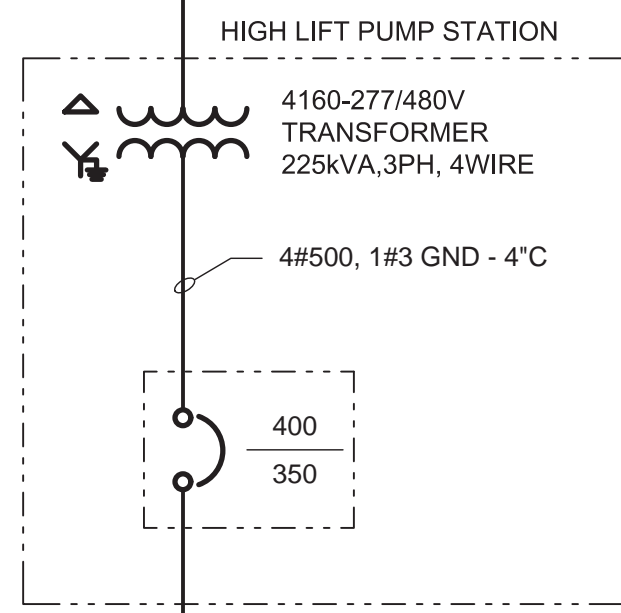 HIGH LIFT PUMP STATION
4160-277/480V
TRANSFORMER
225kVA,3PH, 4WIRE
4#500, 1#3 GND - 4"C
400
350